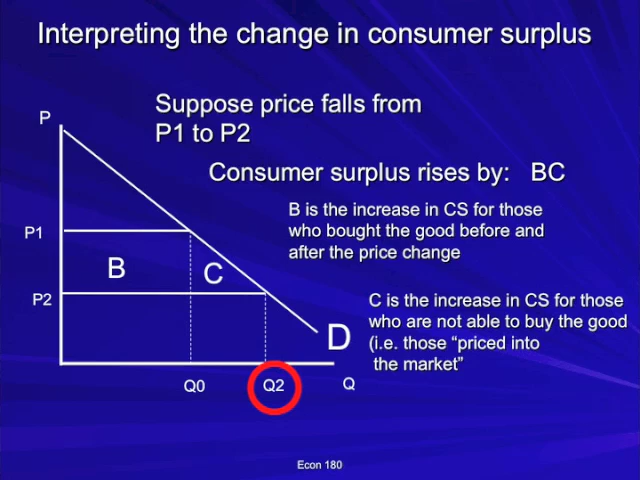 Interpreting the change in consumer surplus
Suppose price falls from
P1 to P2
P
Consumer surplus rises by: BC
B is the increase in CS for those
who bought the good before and
after the price change
P1
B
C
P2
C is the increase in CS for those
who are not able to buy the good
(i.e. those “priced into
the market”
D
Q0
Q2
Q
Econ 180